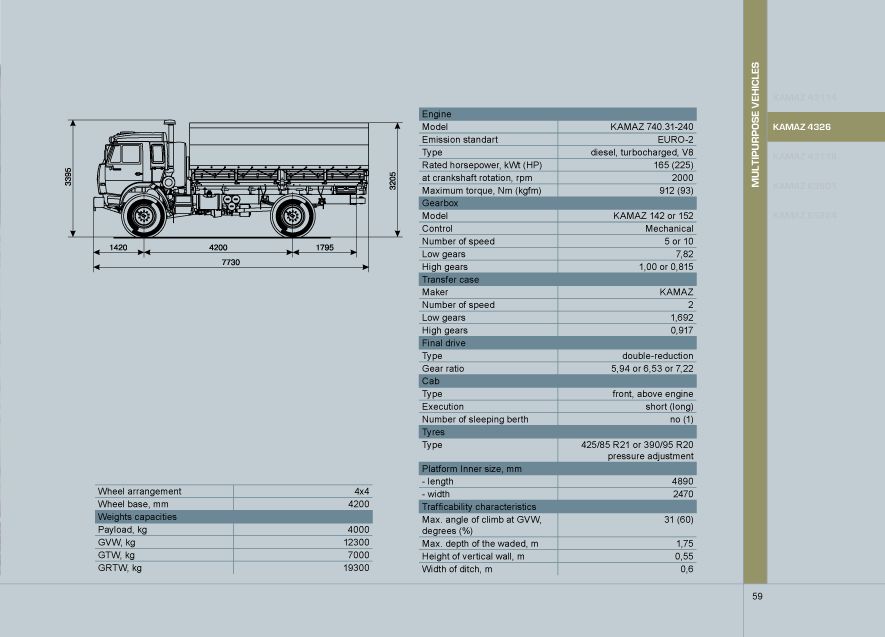 3395
3205
1420
4200
1795
7730
Engine
Model KAMAZ 740.31-240
Emission standart EURO-2
Type diesel, turbocharged, V8
Rated horsepower, kWt (HP) 165 (225)
at crankshaft rotation, rpm 2000
Maximum torque, Nm (kgfm) 912 (93)
Gearbox
Model KAMAZ 142 or 152
Control Mechanical
Number of speed 5 or 10
Low gears 7,82
High gears 1,00 or 0,815
Transfer case
Maker KAMAZ
Number of speed 2
Low gears 1,692
High gears 0,917
Final drive
Type double-reduction
Gear ratio 5,94 or 6,53 or 7,22
Cab
Type front, above engine
Execution short (long)
Number of sleeping berth no (1)
Tyres
Type 425/85 R21 or 390/95 R20
pressure adjustment
Platform Inner size, mm
- length 4890
- width 2470
Trafficability characteristics
Max. angle of climb at GVW, 31 (60)
degrees (%)
Max. depth of the waded, m 1,75
Height of vertical wall, m 0,55
Width of ditch, m 0,6
Wheel arrangement 4x4
Wheel base, mm 4200
Weights capacities
Payload, kg 4000
GVW, kg 12300
GTW, kg 7000
GRTW, kg 19300
MULTIPURPOSE VEHICLES
KAMAZ 43114
KAMAZ 4326
KAMAZ 43118
59